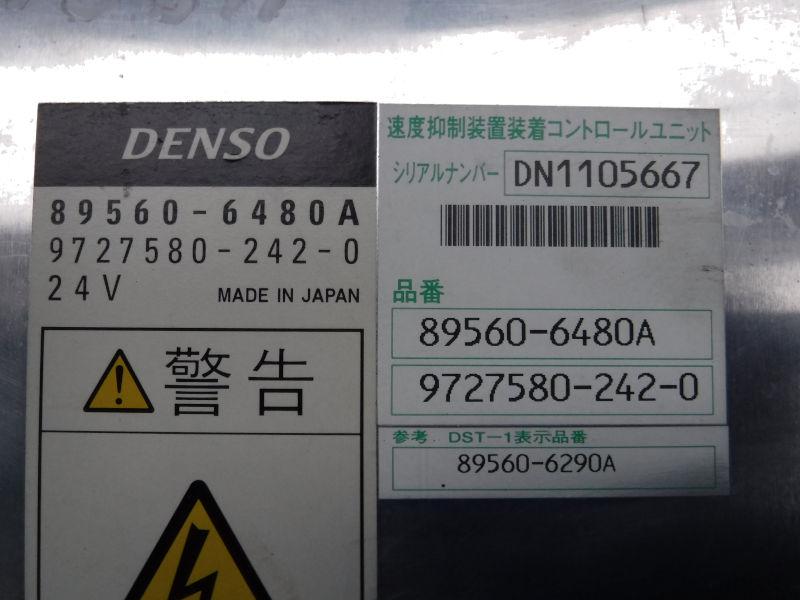 DENSO
89560-6480A
9727580-242-0
24V
MADE IN JAPAN
警告
速度抑制装置装着コントロールユニット
シリアルナンバー DN1105667
品番
89560-6480A
9727580-242-0
参考. DST-1表示品番
89560-6290A